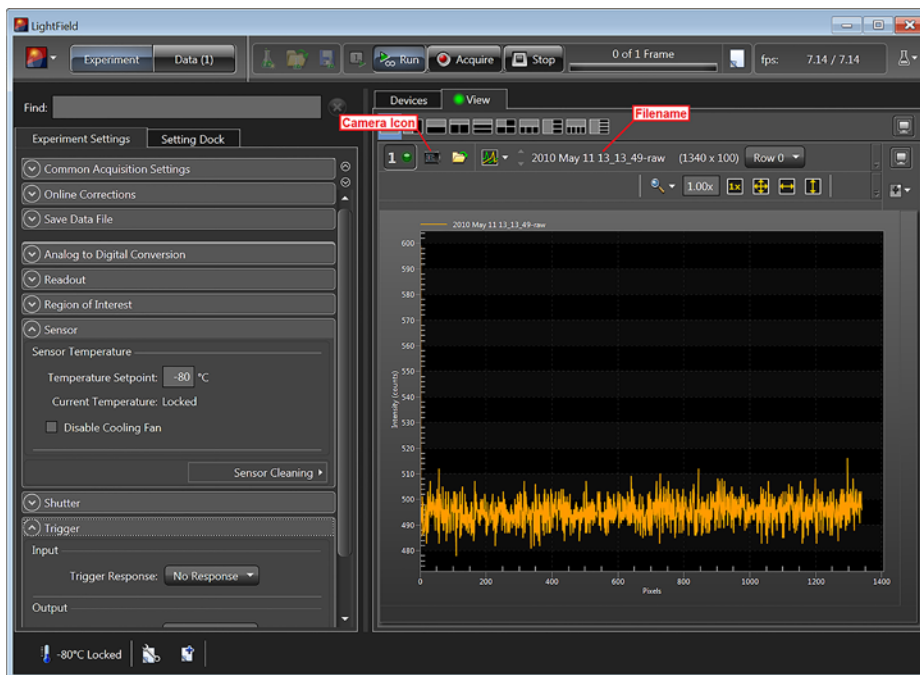 LightField
Experiment Data (1) Run Acquire Stop 0 of 1 Frame fps: 7.14 / 7.14
Find:
Experiment Settings Setting Dock
Common Acquisition Settings
Online Corrections
Save Data File
Analog to Digital Conversion
Readout
Region of Interest
Sensor
Sensor Temperature
Temperature Setpoint: -80 °C
Current Temperature: Locked
Disable Cooling Fan
Sensor Cleaning
Shutter
Trigger
Input
Trigger Response: No Response
Output
Devices View
Camera Icon Filename
1 2010 May 11 13_13_49-raw (1340 x 100) Row 0
1.00x 1x
2010 May 11 13_13_49-raw
600
590
580
570
560
550
540
530
520
510
500
490
480
Intensity (counts)
0 200 400 600 800 1000 1200 1400
Pixels
-80°C Locked